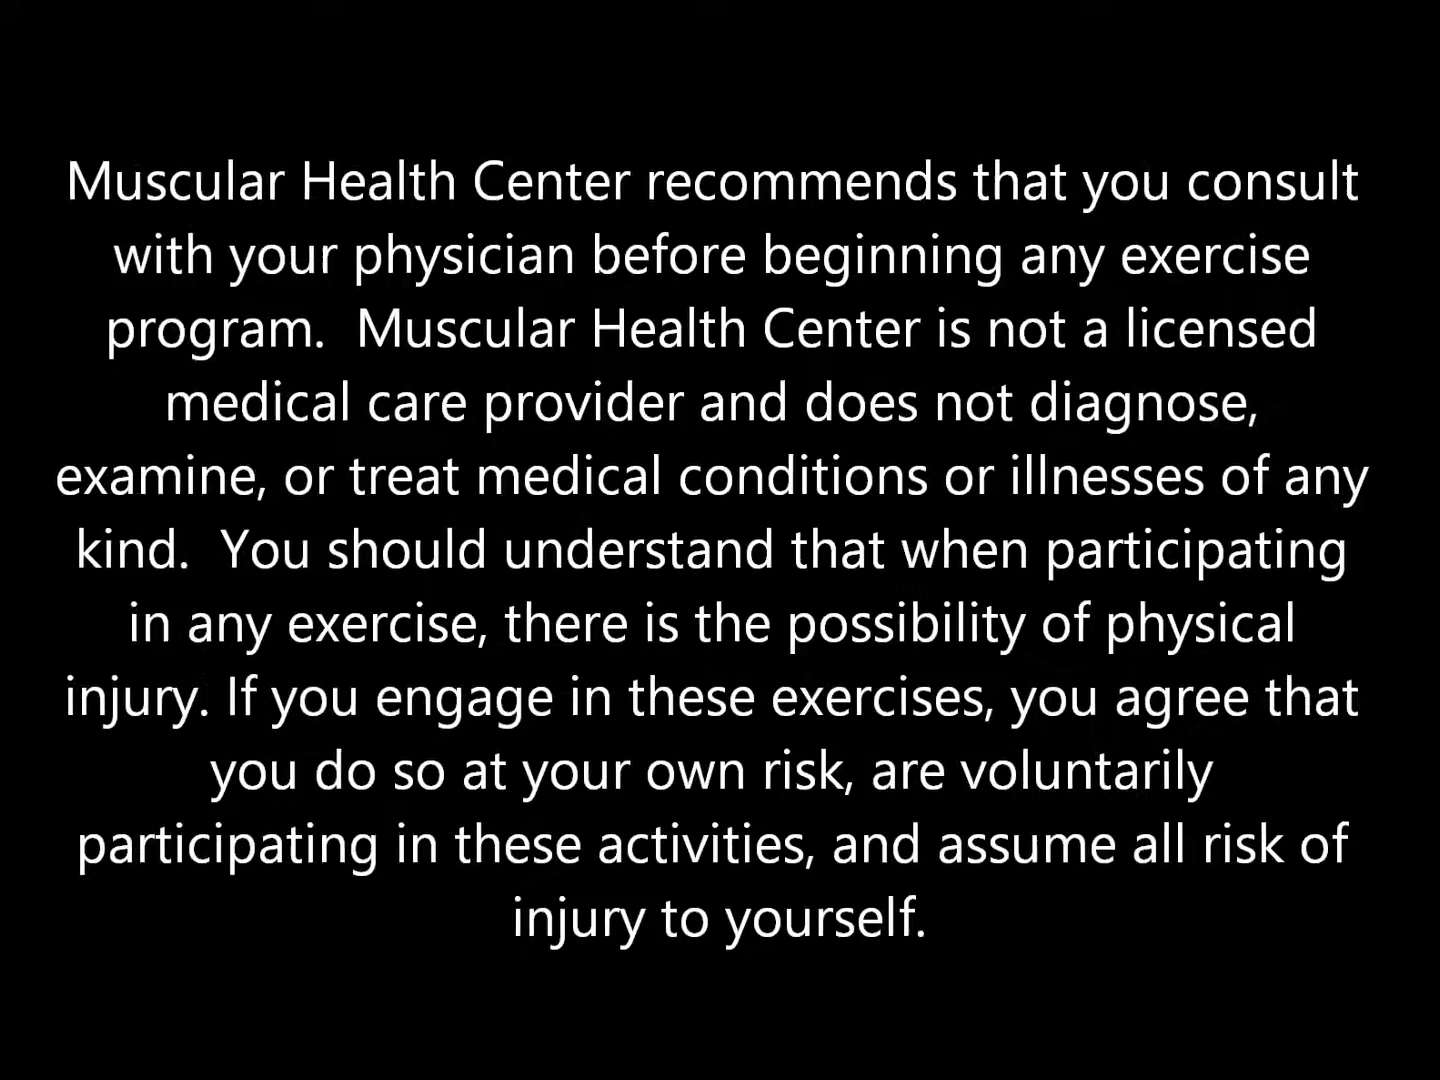 Muscular Health Center recommends that you consult
with your physician before beginning any exercise
program.  Muscular Health Center is not a licensed
medical care provider and does not diagnose,
examine, or treat medical conditions or illnesses of any
kind.  You should understand that when participating
in any exercise, there is the possibility of physical
injury. If you engage in these exercises, you agree that
you do so at your own risk, are voluntarily
participating in these activities, and assume all risk of
injury to yourself.